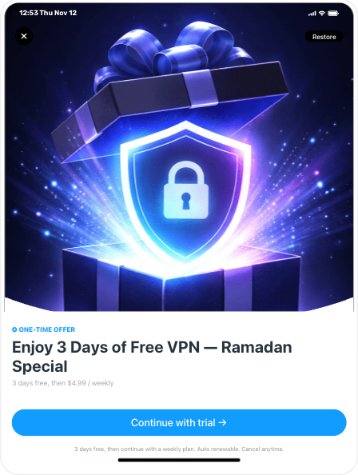 12:53 Thu Nov 12
Restore
ONE-TIME OFFER
Enjoy 3 Days of Free VPN — Ramadan
Special
3 days free, then $4.99 / weekly
Continue with trial →
3 days free, then continue with a weekly plan. Auto renewable. Cancel anytime.